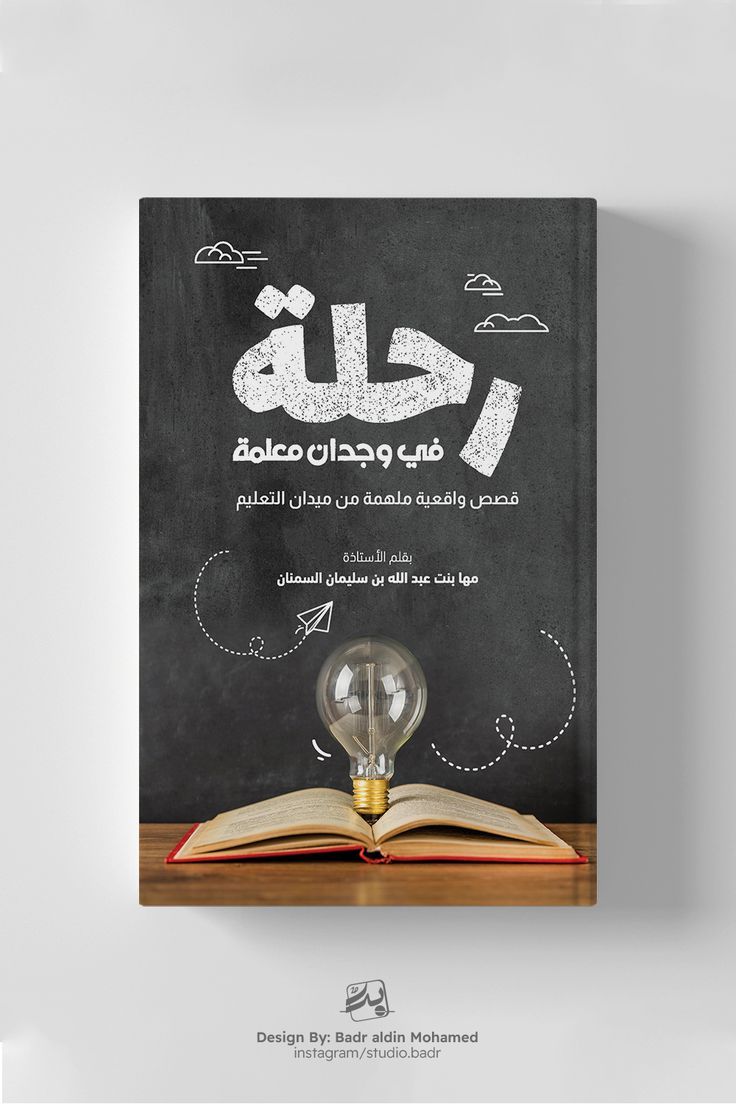 رحلة
في وجدان معلمة
قصص واقعية ملهمة من ميدان التعليم
بقلم الأستاذة
مها بنت عبد الله بن سليمان السمنان
بدر
Design By: Badr aldin Mohamed
instagram/studio.badr